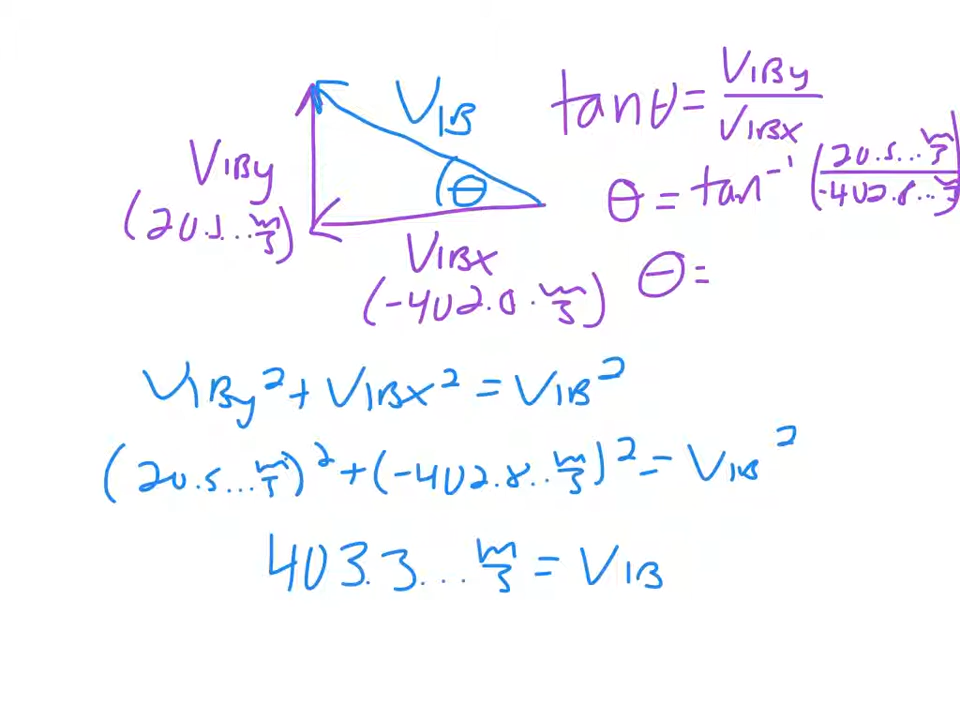 V1B
tanθ = V1By / V1Bx
V1By
(20.5...m/s)
θ
θ = tan⁻¹ (20.5...m/s / -402.8...m/s)
V1Bx
(-402.0.m/s)
θ =
V1By² + V1Bx² = V1B²
(20.5...m/s)² + (-402.8..m/s)² = V1B²
403.3... m/s = V1B